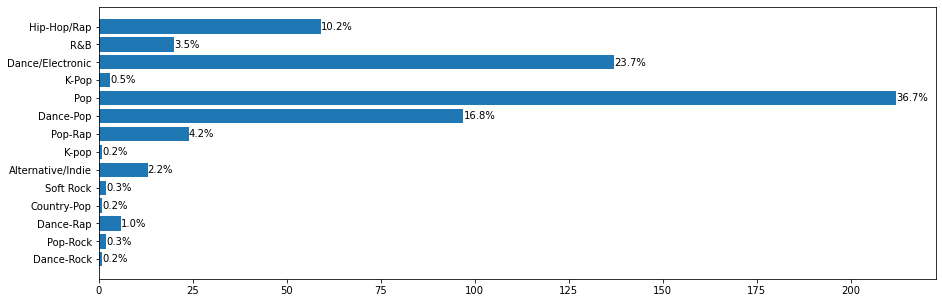 Hip-Hop/Rap 10.2%
R&B 3.5%
Dance/Electronic 23.7%
K-Pop 0.5%
Pop 36.7%
Dance-Pop 16.8%
Pop-Rap 4.2%
K-pop 0.2%
Alternative/Indie 2.2%
Soft Rock 0.3%
Country-Pop 0.2%
Dance-Rap 1.0%
Pop-Rock 0.3%
Dance-Rock 0.2%
0 25 50 75 100 125 150 175 200